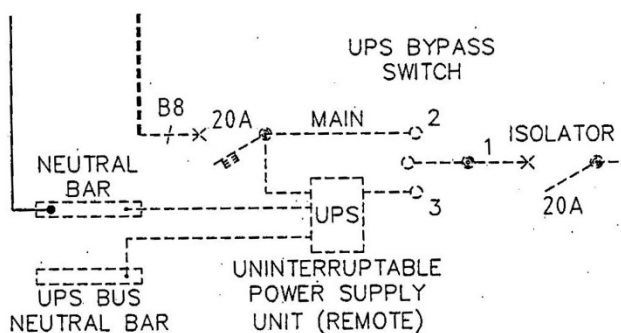 UPS BYPASS
SWITCH
B8
20A
MAIN
2
1
ISOLATOR
NEUTRAL
BAR
UPS
3
20A
UPS BUS
NEUTRAL BAR
UNINTERRUPTABLE
POWER SUPPLY
UNIT (REMOTE)